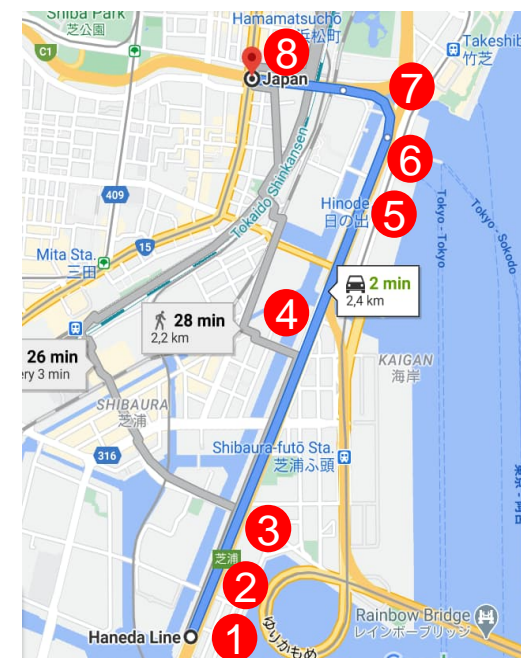 Shiba Park
芝公園
Hamamatsucho
浜松町
Takeshib
竹芝
C1
8
Japan
7
6
Tokaido Shinkansen
409
Hinode
日の出
5
Tokyo - Tokyo
Tokyo - Sokodo
15
Mita Sta.
三田
2 min
2,4 km
4
28 min
2,2 km
26 min
ery 3 min
KAIGAN
海岸
SHIBAURA
芝浦
316
Shibaura-futō Sta.
芝浦ふ頭
3
芝浦
2
Rainbow Bridge
レインボーブリッジ
Haneda Line
1
ゆりかもめ